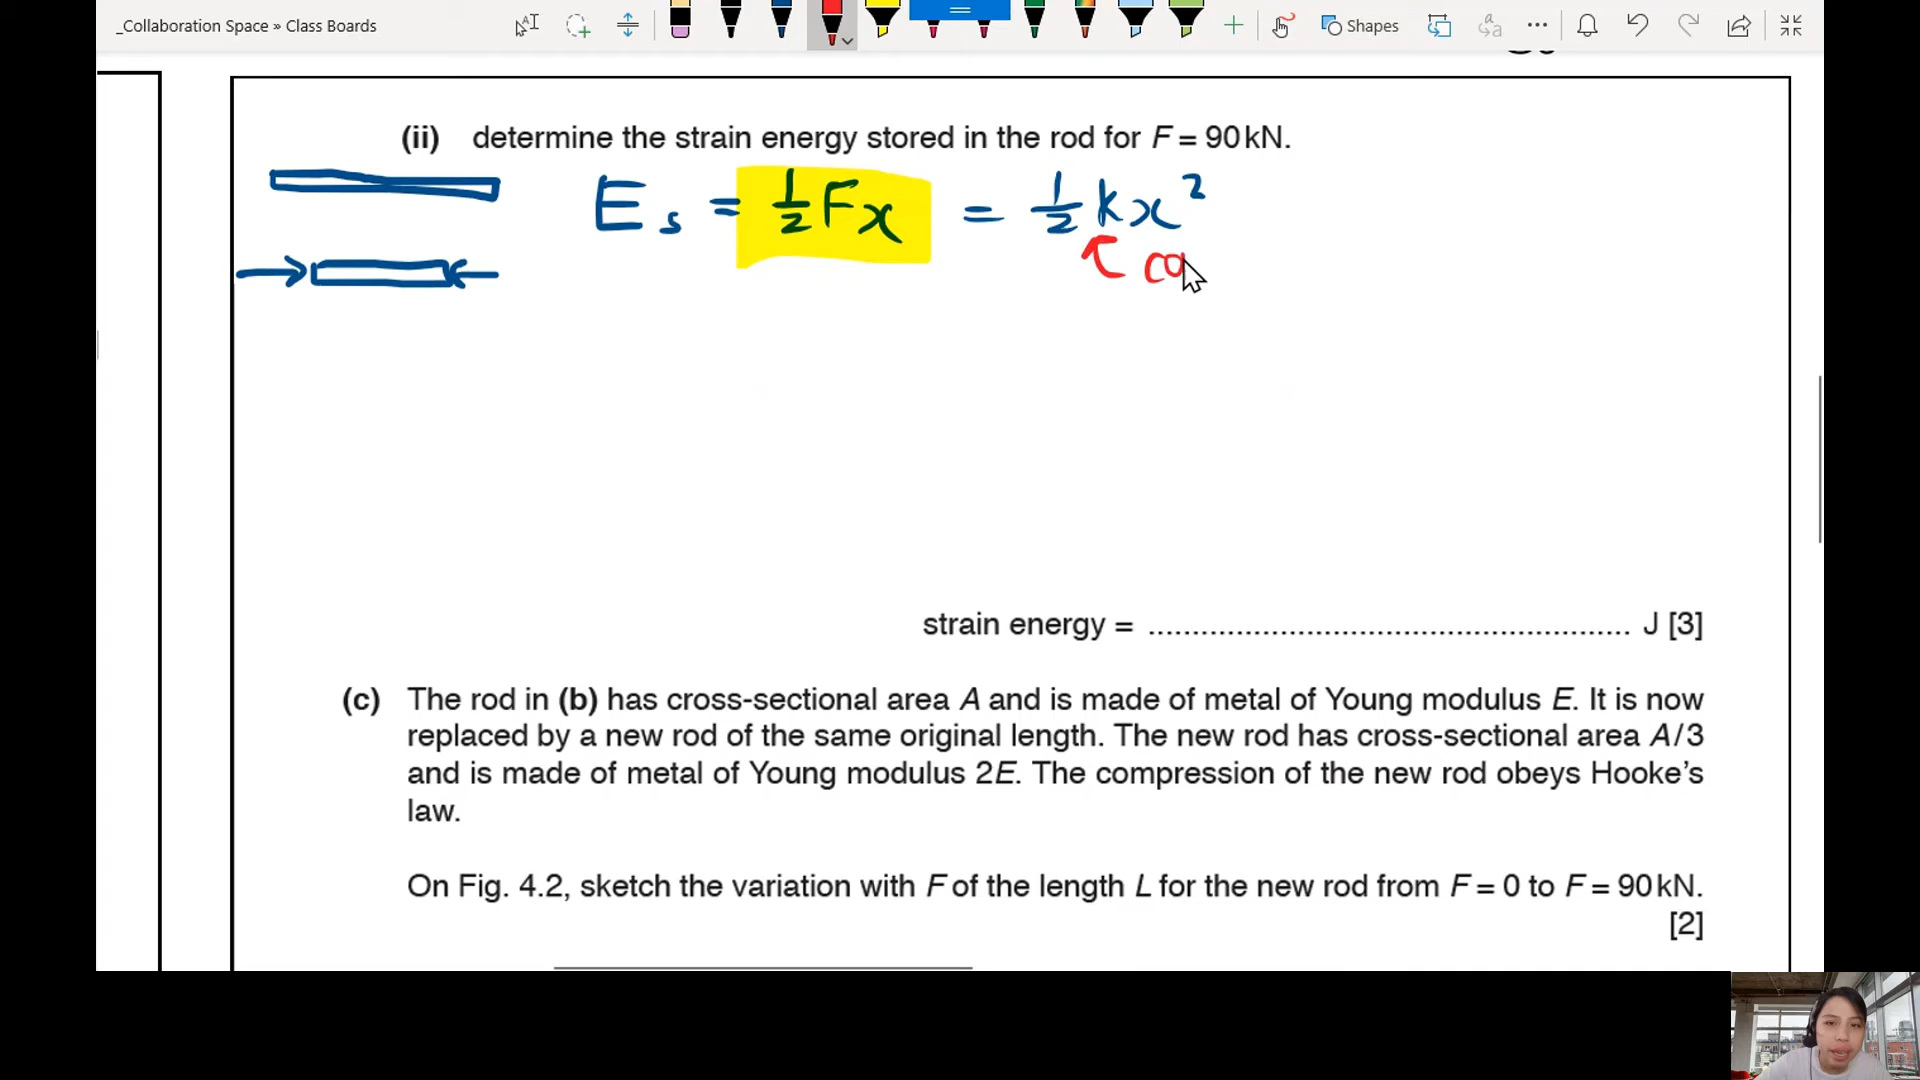 _Collaboration Space » Class Boards
Shapes
(ii) determine the strain energy stored in the rod for F = 90 kN.
E s = ½ F x = ½ k x²
co
strain energy = ...................................................... J [3]
(c) The rod in (b) has cross-sectional area A and is made of metal of Young modulus E. It is now
replaced by a new rod of the same original length. The new rod has cross-sectional area A/3
and is made of metal of Young modulus 2E. The compression of the new rod obeys Hooke's
law.
On Fig. 4.2, sketch the variation with F of the length L for the new rod from F = 0 to F = 90 kN.
[2]